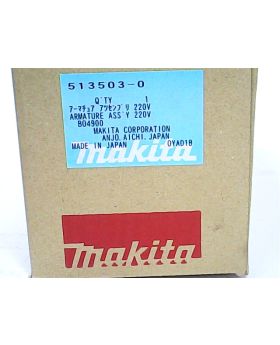 513503-0
Q'TY 1
アーマチュア アッセンブリ 220V
ARMATURE ASS'Y 220V
BO4900
MAKITA CORPORATION
ANJO, AICHI, JAPAN
MADE IN JAPAN OYAD1B
makita
makita